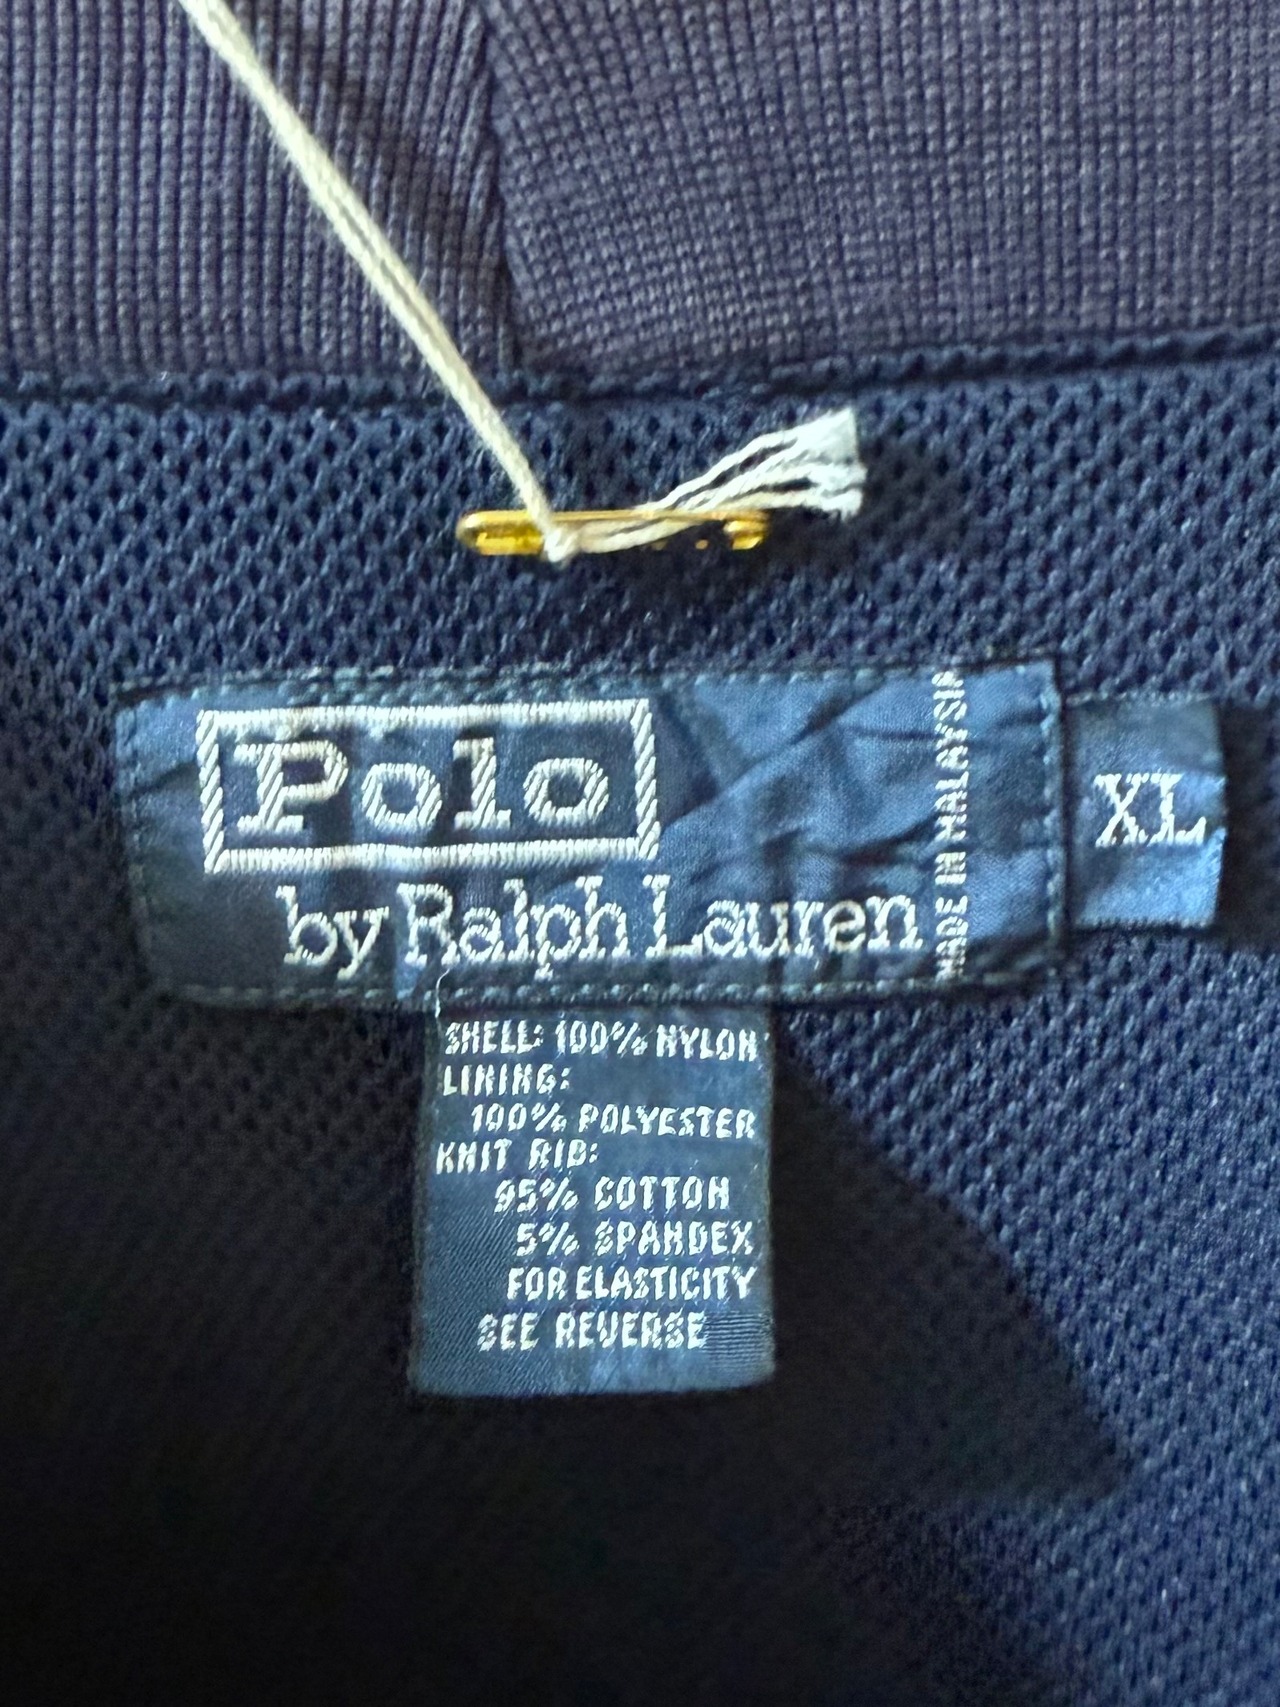 Polo
by Ralph Lauren
MADE IN MALAYSIA
XL
SHELL: 100% NYLON
LINING:
100% POLYESTER
KNIT RIB:
95% COTTON
5% SPANDEX
FOR ELASTICITY
SEE REVERSE